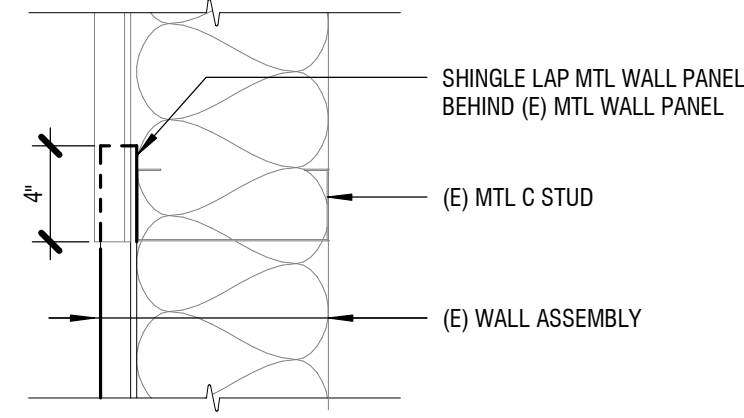 SHINGLE LAP MTL WALL PANEL
BEHIND (E) MTL WALL PANEL
4"
(E) MTL C STUD
(E) WALL ASSEMBLY